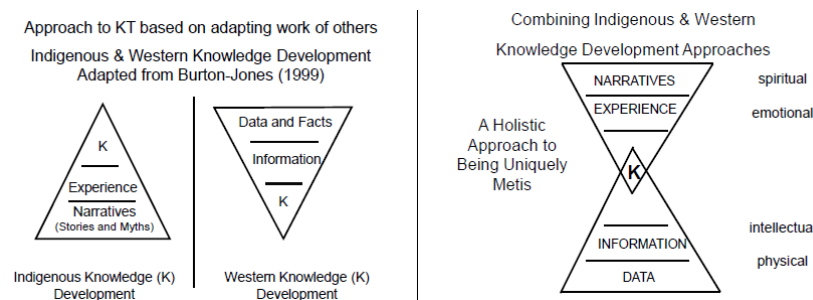 Approach to KT based on adapting work of others
Indigenous & Western Knowledge Development
Adapted from Burton-Jones (1999)
K
Experience
Narratives
(Stories and Myths)
Indigenous Knowledge (K)
Development
Data and Facts
Information
K
Western Knowledge (K)
Development
Combining Indigenous & Western
Knowledge Development Approaches
NARRATIVES
spiritual
EXPERIENCE
emotional
A Holistic
Approach to
Being Uniquely
Metis
K
intellectua
INFORMATION
physical
DATA